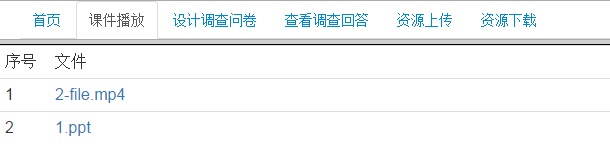 首页 课件播放 设计调查问卷 查看调查回答 资源上传 资源下载
序号 文件
1 2-file.mp4
2 1.ppt